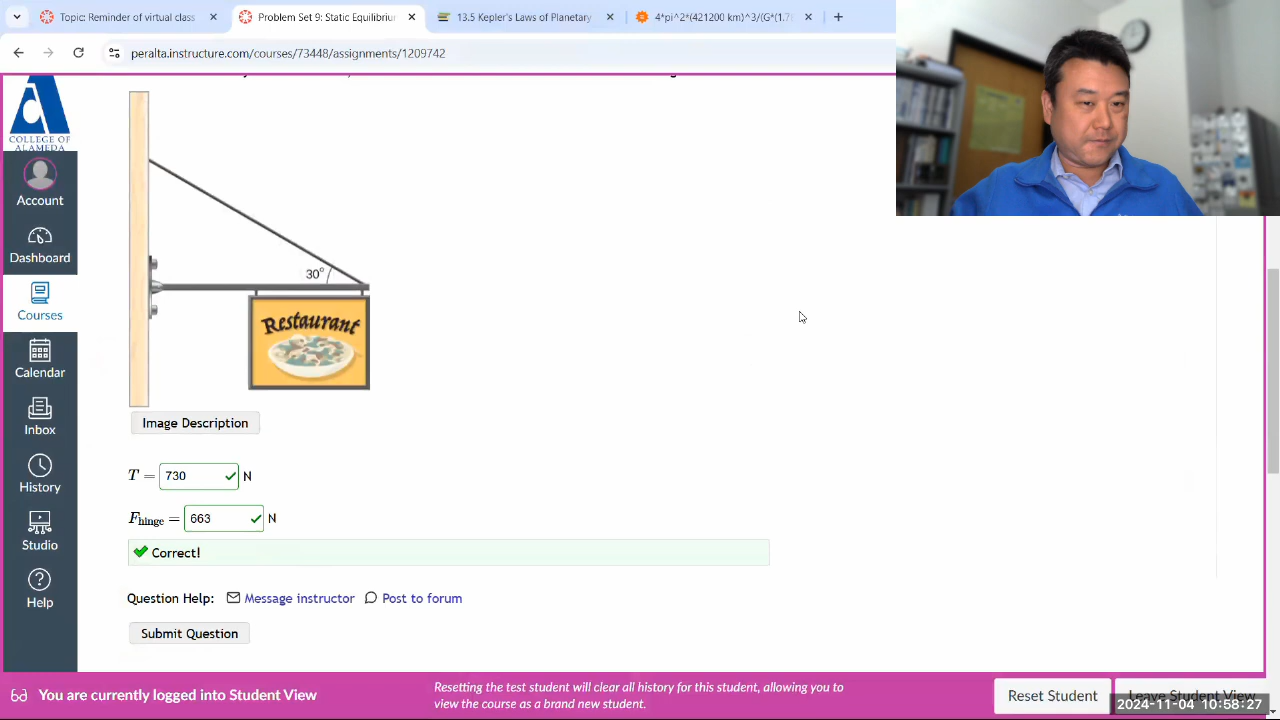 Topic Reminder of virtual class
Problem Set 9: Static Equilibriu
13.5 Kepler's Laws of Planetary
4*pi^2*(421200 km)^3/(G*(1.7
peralta.instructure.com/courses/73448/assignments/1209742
COLLEGE OF
ALAMEDA
Account
Dashboard
Courses
Calendar
Inbox
History
Studio
Help
30°
Restaurant
Image Description
T = 730 N
Fhinge = 663 N
Correct!
Question Help: Message instructor Post to forum
Submit Question
You are currently logged into Student View
Resetting the test student will clear all history for this student, allowing you to
view the course as a brand new student.
Reset Student
Leave Student View
2024-11-04 10:58:27